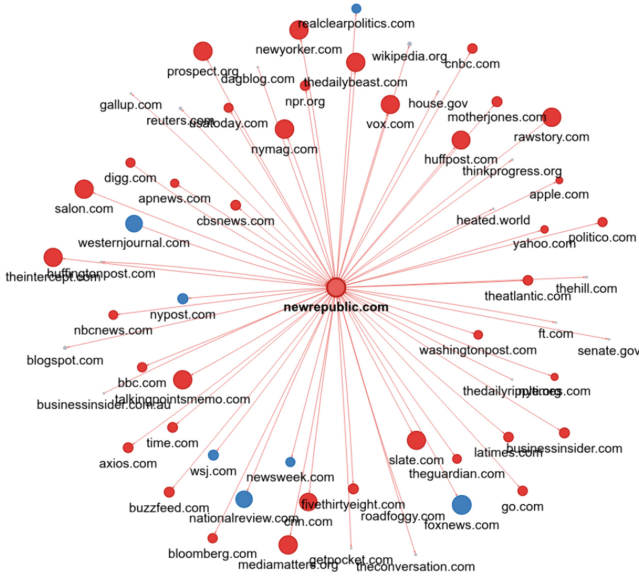 realclearpolitics.com
newyorker.com
wikipedia.org
prospect.org
dagblog.com
thedailybeast.com
cnbc.com
npr.org
gallup.com
reuters.com
usatoday.com
vox.com
house.gov
motherjones.com
rawstory.com
nymag.com
huffpost.com
thinkprogress.org
digg.com
apnews.com
apple.com
salon.com
cbsnews.com
heated.world
westernjournal.com
yahoo.com
politico.com
theintercept.com
huffingtonpost.com
thehill.com
theatlantic.com
newrepublic.com
nypost.com
nbcnews.com
ft.com
senate.gov
washingtonpost.com
blogspot.com
bbc.com
talkingpointsmemo.com
businessinsider.com.au
nytimes.com
time.com
businessinsider.com
latimes.com
axios.com
slate.com
theguardian.com
wsj.com
newsweek.com
buzzfeed.com
nationalreview.com
fivethirtyeight.com
cnn.com
roadfoggy.com
foxnews.com
go.com
bloomberg.com
mediamatters.org
getpocket.com
theconversation.com